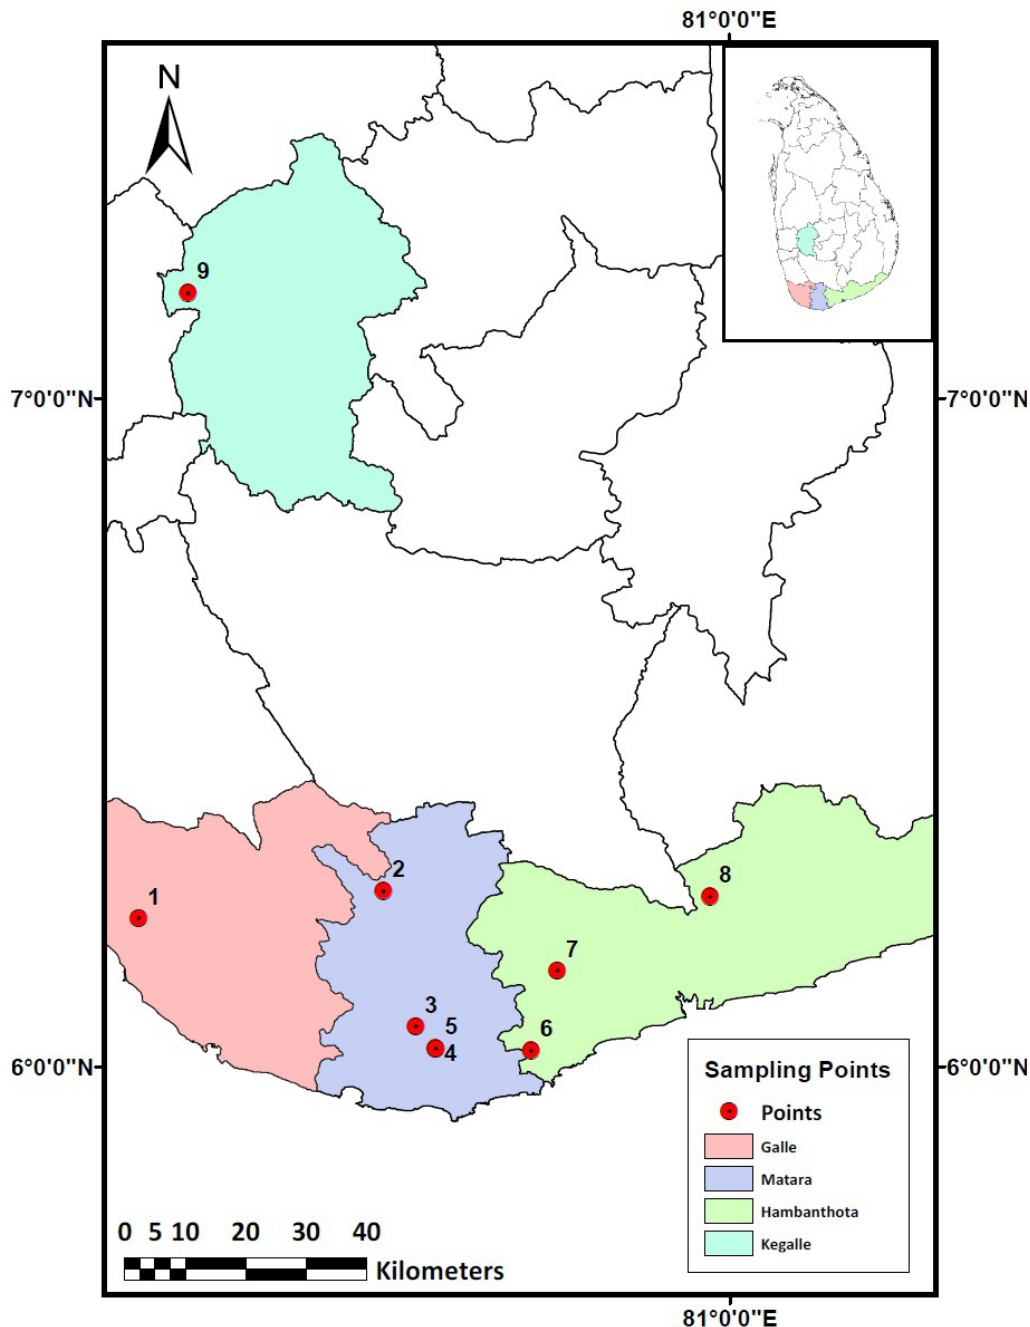 81°0'0"E
N
9
7°0'0"N
7°0'0"N
2
8
1
7
3
5
6
4
6°0'0"N
6°0'0"N
Sampling Points
Points
Galle
Matara
Hambanthota
Kegalle
0 5 10 20 30 40
Kilometers
81°0'0"E